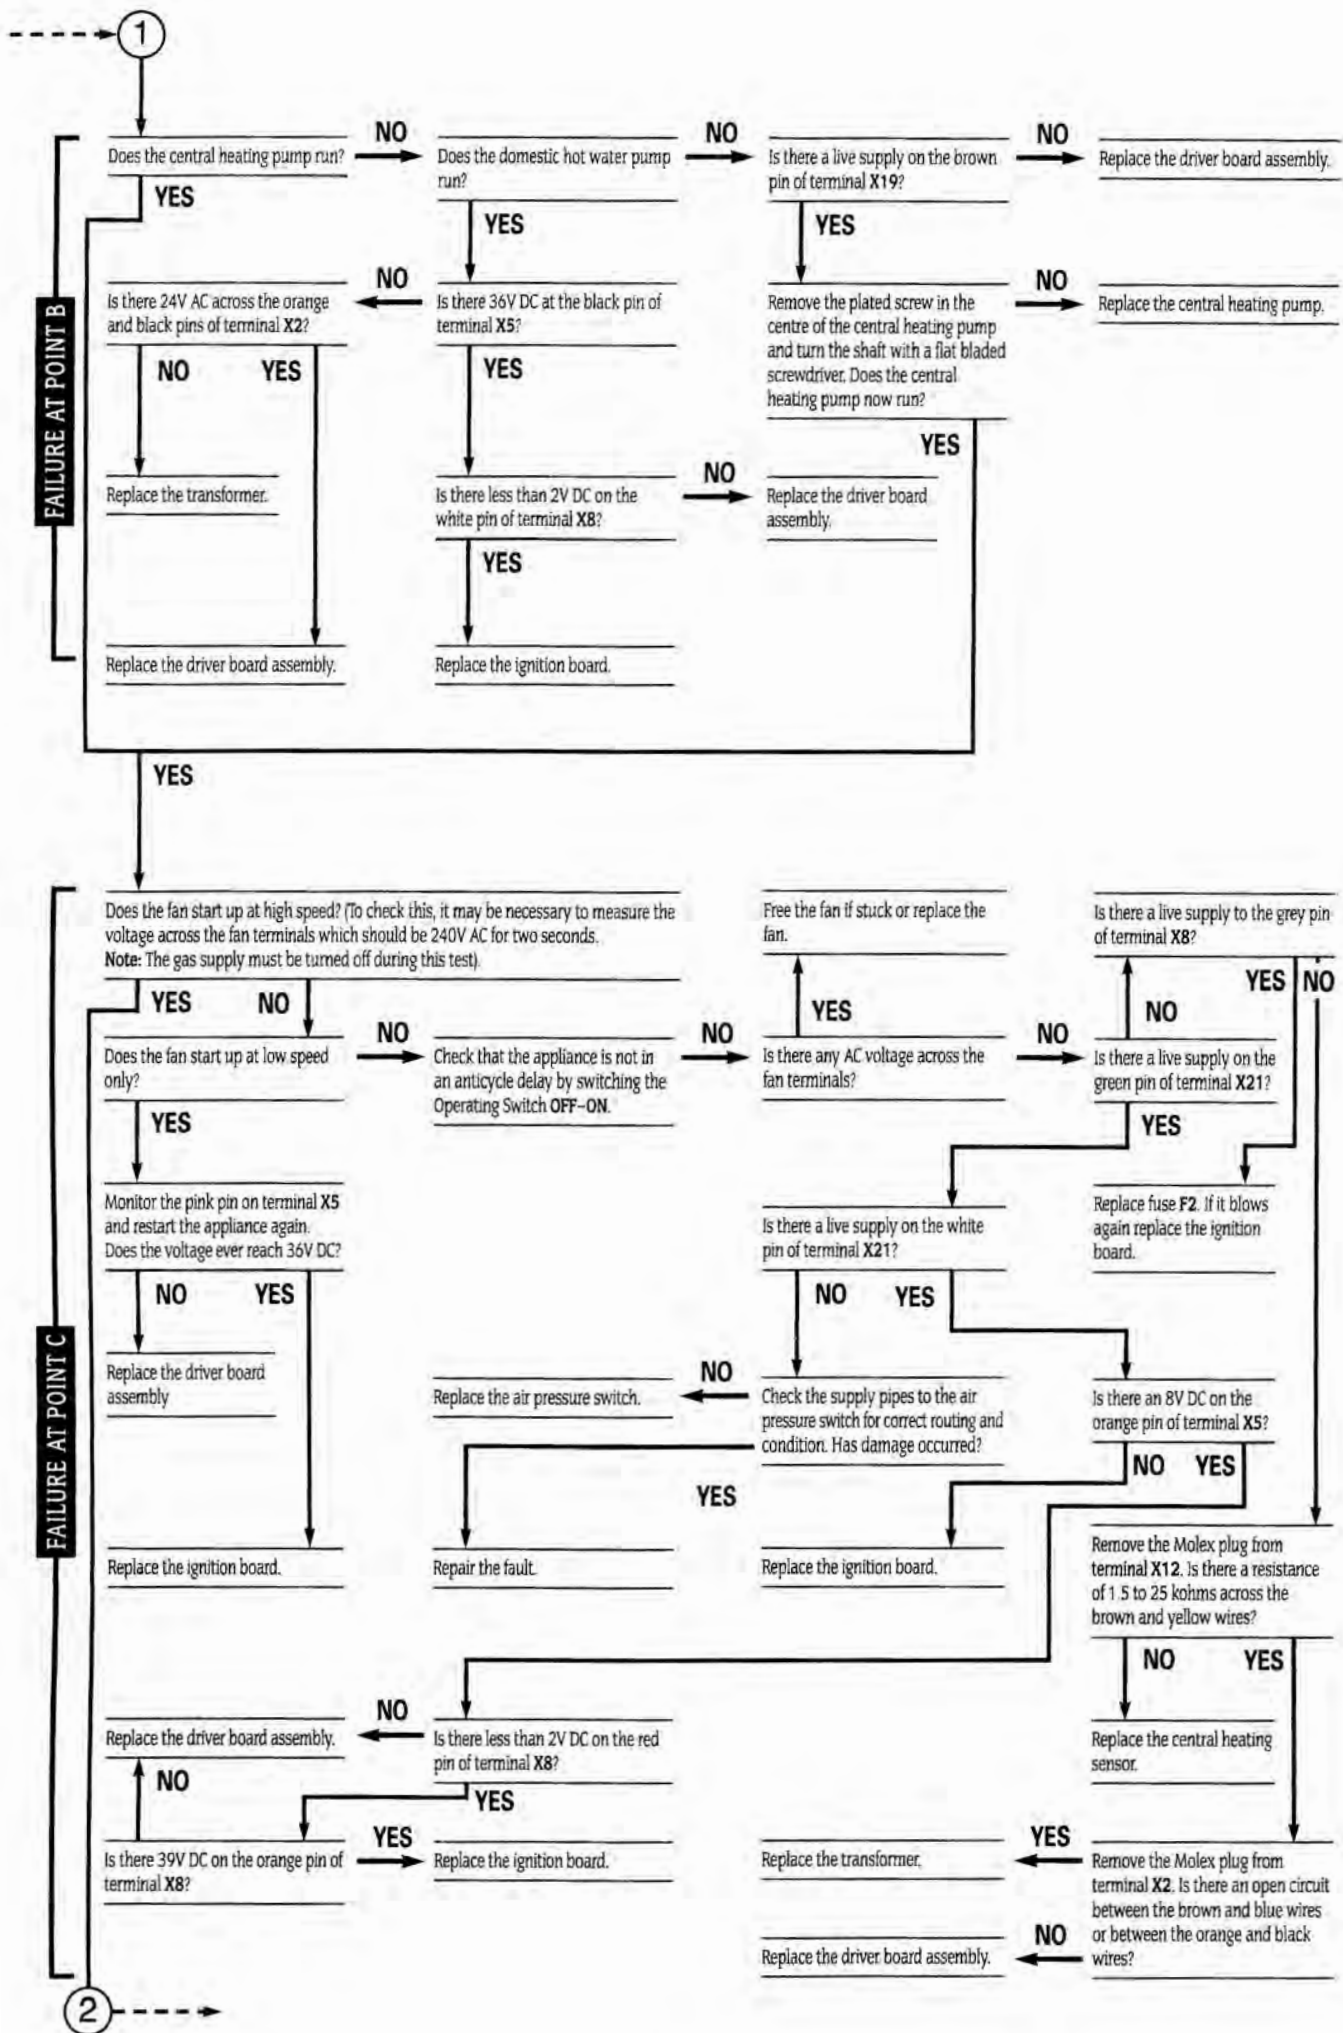 1
FAILURE AT POINT B
Does the central heating pump run?
NO
YES
Does the domestic hot water pump
run?
NO
YES
Is there a live supply on the brown
pin of terminal X19?
NO
YES
Replace the driver board assembly.
Is there 24V AC across the orange
and black pins of terminal X2?
NO
NO
YES
Is there 36V DC at the black pin of
terminal X5?
YES
Remove the plated screw in the
centre of the central heating pump
and turn the shaft with a flat bladed
screwdriver. Does the central
heating pump now run?
NO
YES
Replace the central heating pump.
Replace the transformer.
Is there less than 2V DC on the
white pin of terminal X8?
NO
YES
Replace the driver board
assembly.
Replace the driver board assembly.
Replace the ignition board.
YES
FAILURE AT POINT C
Does the fan start up at high speed? (To check this, it may be necessary to measure the
voltage across the fan terminals which should be 240V AC for two seconds.
Note: The gas supply must be turned off during this test).
YES
NO
Free the fan if stuck or replace the
fan.
YES
Is there a live supply to the grey pin
of terminal X8?
YES
NO
NO
Does the fan start up at low speed
only?
NO
YES
Check that the appliance is not in
an anticycle delay by switching the
Operating Switch OFF–ON.
NO
Is there any AC voltage across the
fan terminals?
NO
Is there a live supply on the
green pin of terminal X21?
YES
Monitor the pink pin on terminal X5
and restart the appliance again.
Does the voltage ever reach 36V DC?
NO
YES
Is there a live supply on the white
pin of terminal X21?
NO
YES
Replace fuse F2. If it blows
again replace the ignition
board.
Replace the driver board
assembly
Replace the air pressure switch.
NO
Check the supply pipes to the air
pressure switch for correct routing and
condition. Has damage occurred?
YES
Is there an 8V DC on the
orange pin of terminal X5?
NO
YES
Replace the ignition board.
Repair the fault.
Replace the ignition board.
Remove the Molex plug from
terminal X12. Is there a resistance
of 1.5 to 25 kohms across the
brown and yellow wires?
NO
YES
Replace the driver board assembly.
NO
NO
Is there less than 2V DC on the red
pin of terminal X8?
YES
Replace the central heating
sensor.
Is there 39V DC on the orange pin of
terminal X8?
YES
Replace the ignition board.
Replace the transformer.
YES
Remove the Molex plug from
terminal X2. Is there an open circuit
between the brown and blue wires
or between the orange and black
wires?
NO
Replace the driver board assembly.
2